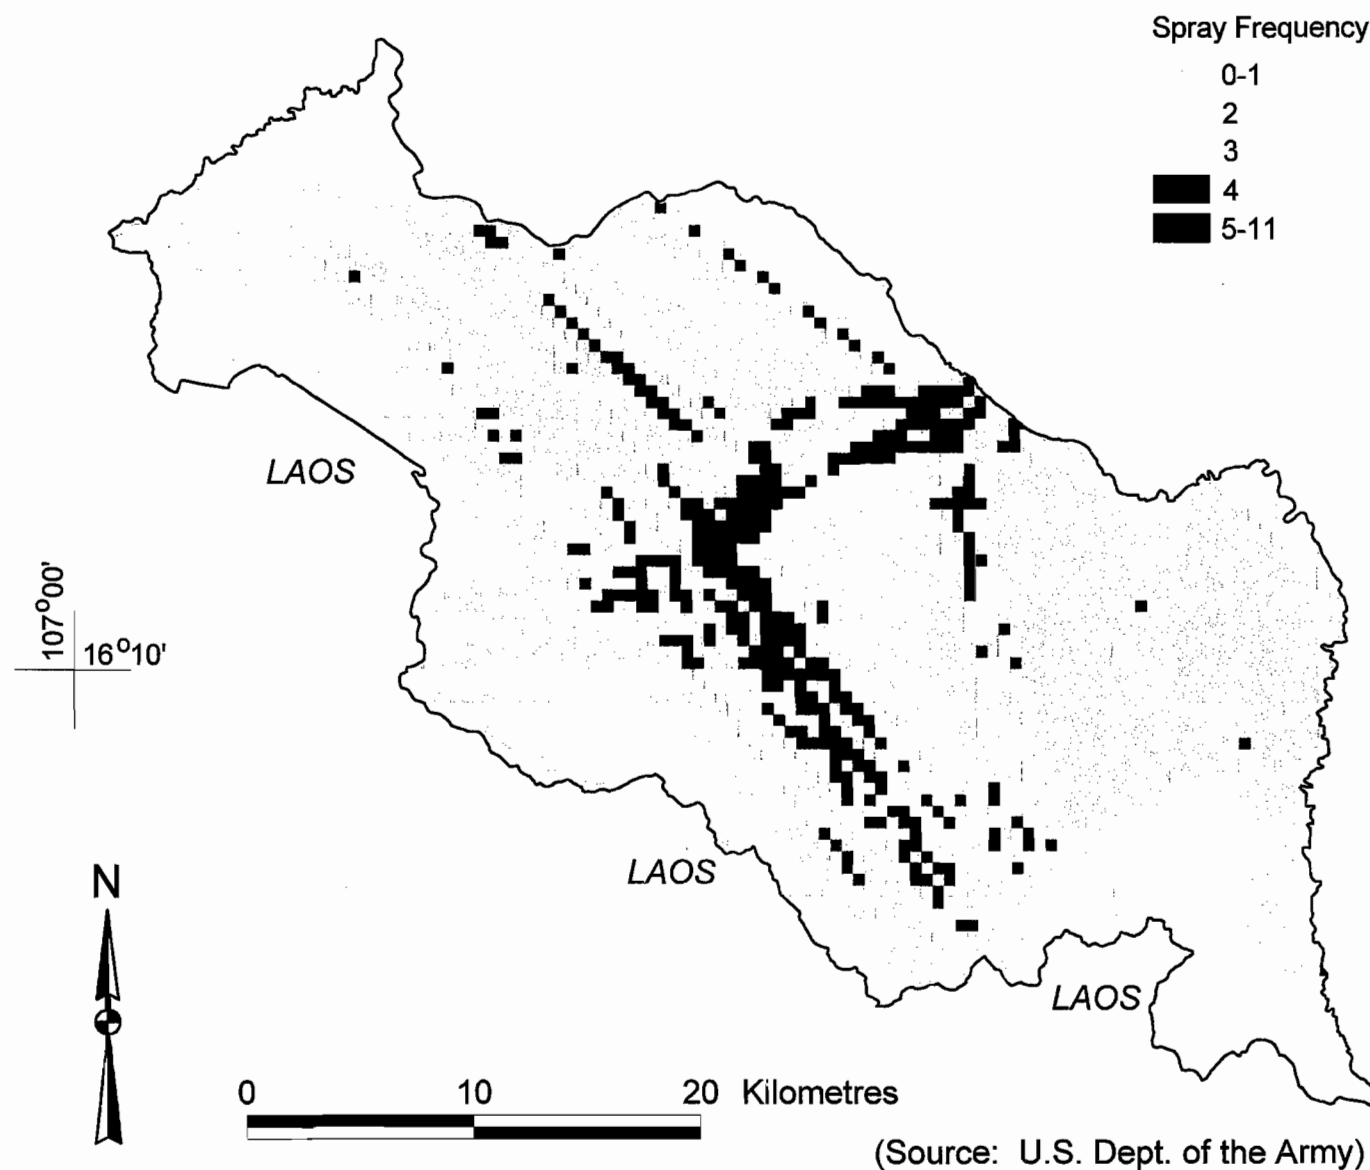 Spray Frequency
0-1
2
3
4
5-11
LAOS
107°00'
16°10'
LAOS
N
LAOS
0 10 20 Kilometres
(Source: U.S. Dept. of the Army)